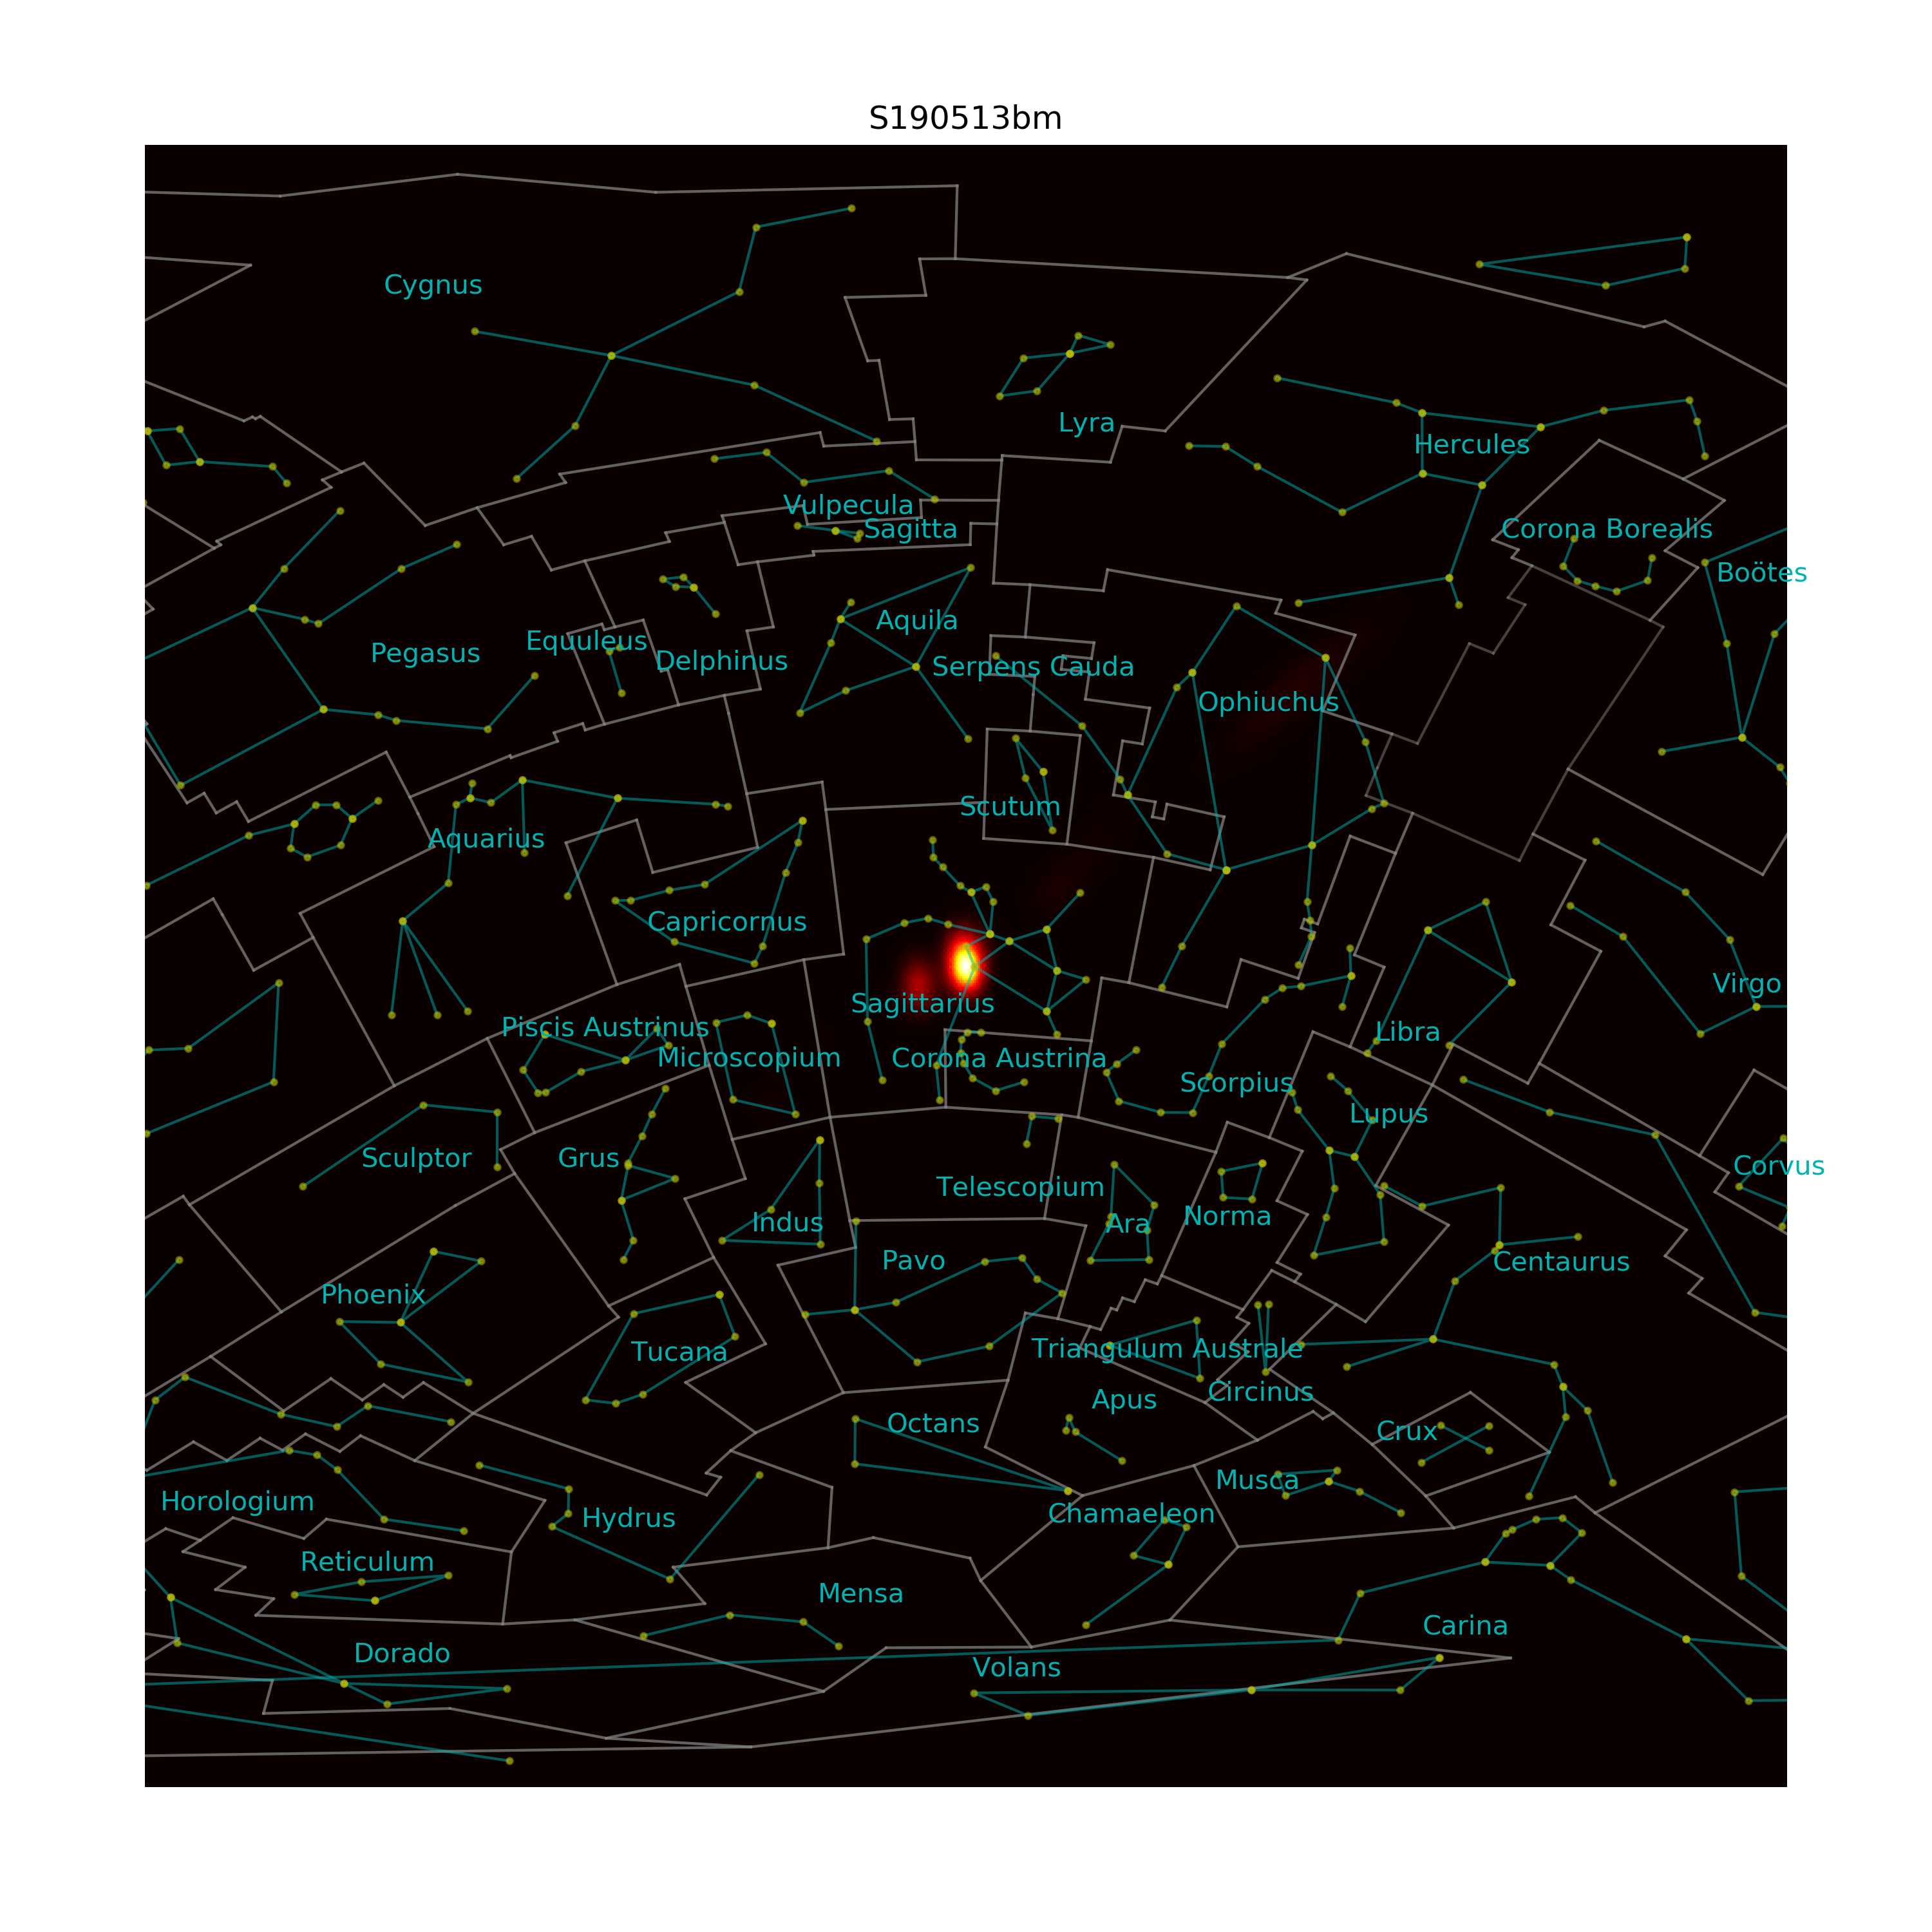 S190513bm
Cygnus
Lyra
Hercules
Vulpecula
Sagitta
Corona Borealis
Boötes
Aquila
Equuleus
Pegasus
Delphinus
Serpens Cauda
Ophiuchus
Scutum
Aquarius
Capricornus
Virgo
Sagittarius
Piscis Austrinus
Libra
Microscopium
Corona Austrina
Scorpius
Lupus
Sculptor
Grus
Corvus
Telescopium
Indus
Ara
Norma
Pavo
Centaurus
Phoenix
Tucana
Triangulum Australe
Circinus
Apus
Octans
Crux
Musca
Horologium
Hydrus
Chamaeleon
Reticulum
Mensa
Carina
Dorado
Volans